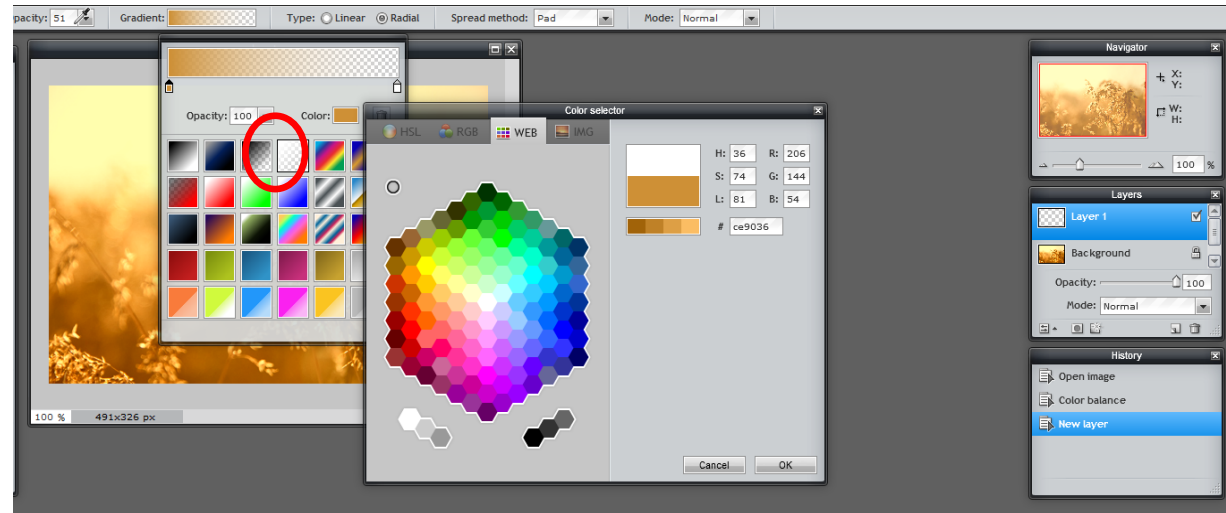 pacity: 51 Gradient: Type: Linear Radial Spread method: Pad Mode: Normal
Opacity: 100 Color:
100 % 491x326 px
Color selector
HSL RGB WEB IMG
H: 36 R: 206
S: 74 G: 144
L: 81 B: 54
# ce9036
Cancel OK
Navigator
X:
Y:
W:
H:
100 %
Layers
Layer 1
Background
Opacity: 100
Mode: Normal
History
Open image
Color balance
New layer